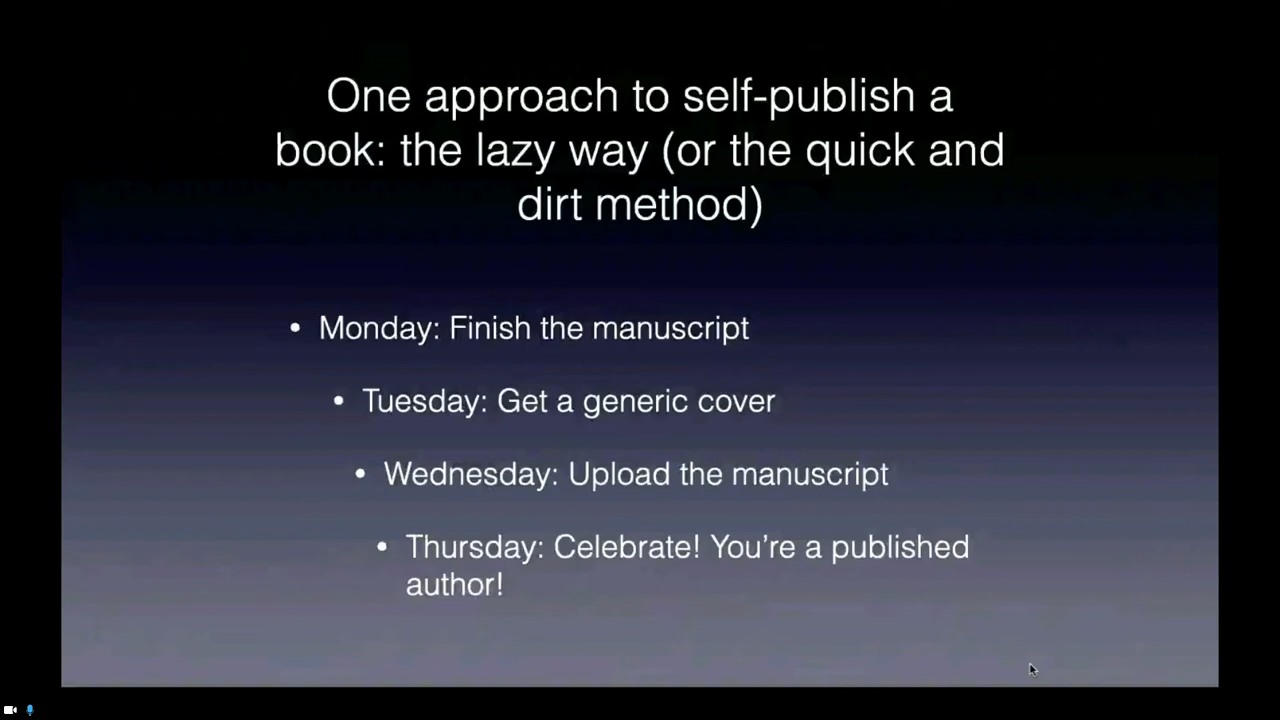 One approach to self-publish a
book: the lazy way (or the quick and
dirt method)
• Monday: Finish the manuscript
• Tuesday: Get a generic cover
• Wednesday: Upload the manuscript
• Thursday: Celebrate! You’re a published
author!